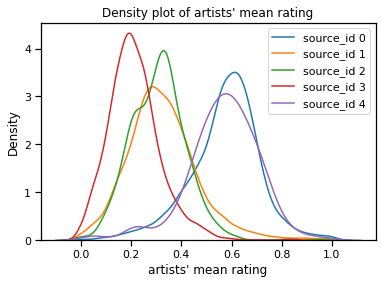 Density plot of artists' mean rating
source_id 0
source_id 1
source_id 2
source_id 3
source_id 4
Density
4
3
2
1
0
0.0 0.2 0.4 0.6 0.8 1.0
artists' mean rating